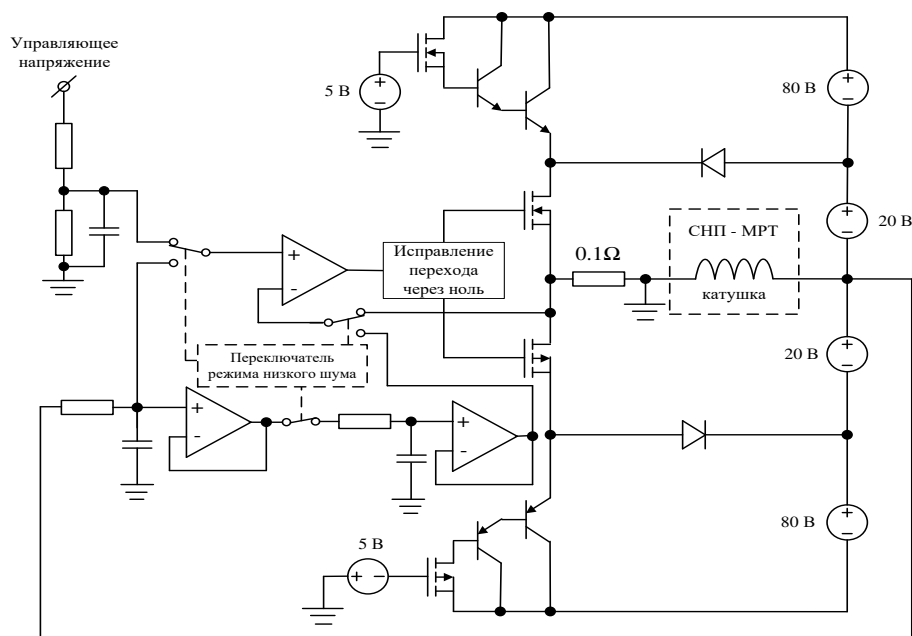 Управляющее
напряжение
5 В
+
−
80 В
+
−
20 В
+
−
СНП - МРТ
катушка
0.1Ω
Исправление
перехода
через ноль
+
-
Переключатель
режима низкого шума
20 В
+
−
+
-
+
-
80 В
+
−
5 В
+ −